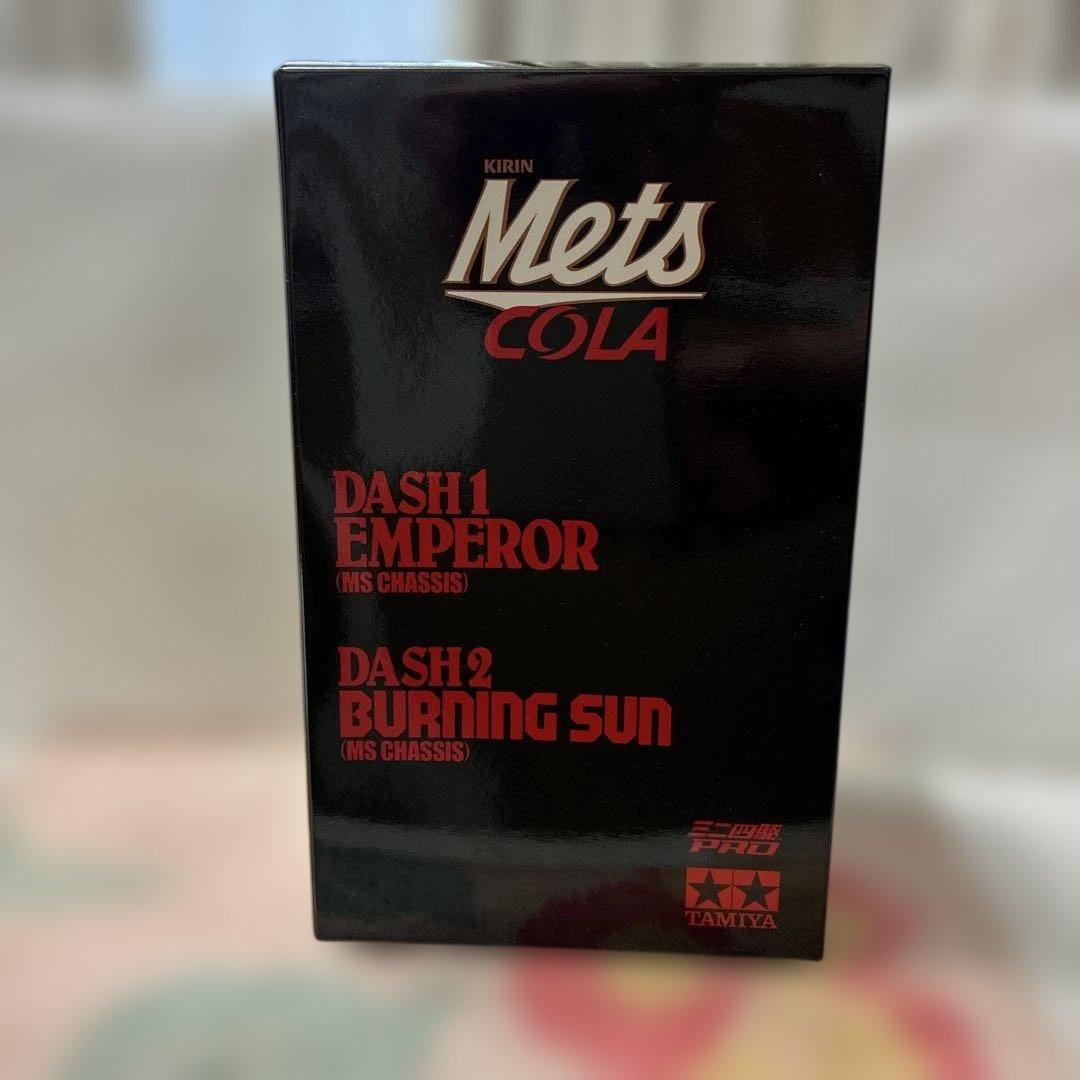 KIRIN
Mets
COLA
DASH1
EMPEROR
(MS CHASSIS)
DASH2
BURNING SUN
(MS CHASSIS)
ミニ四駆
PRO
TAMIYA